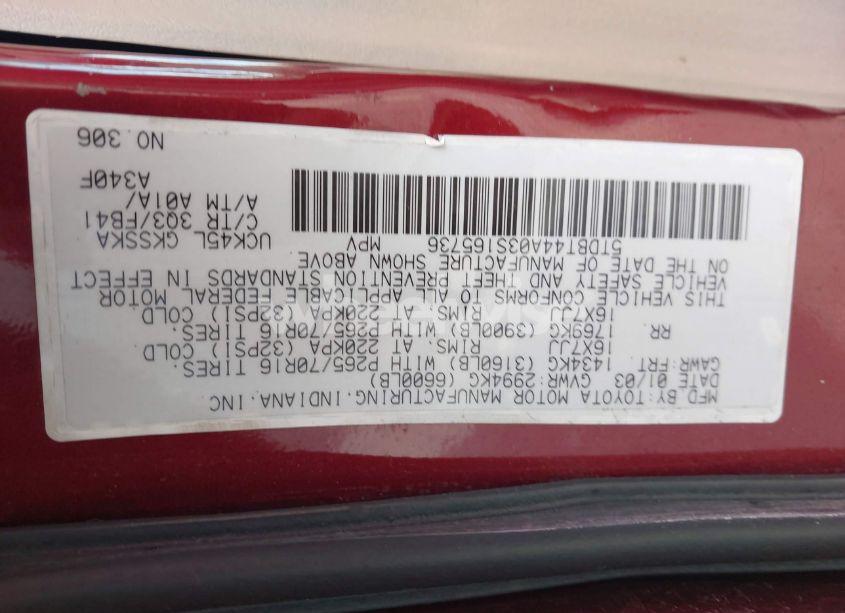 MFD.BY:TOYOTA MOTOR MANUFACTURING.INDIANA.INC
DATE 01/03 GVWR: 2994KG (6600LB)
GAWR:FRT. 1434KG (3160LB) WITH P265/70R16 TIRES.
16X7JJ RIMS. AT 220KPA (32PSI) COLD
RR. 1769KG (3900LB) WITH P265/70R16 TIRES.
16X7JJ RIMS. AT 220KPA (32PSI) COLD
THIS VEHICLE CONFORMS TO ALL APPLICABLE FEDERAL MOTOR
VEHICLE SAFETY AND THEFT PREVENTION STANDARDS IN EFFECT
ON THE DATE OF MANUFACTURE SHOWN ABOVE
5TDBT44A03S165736 MPV
UCK45L GKSSKA
C/TR 3Q3/FB41
A/TM A01A/
A340F
NO.306